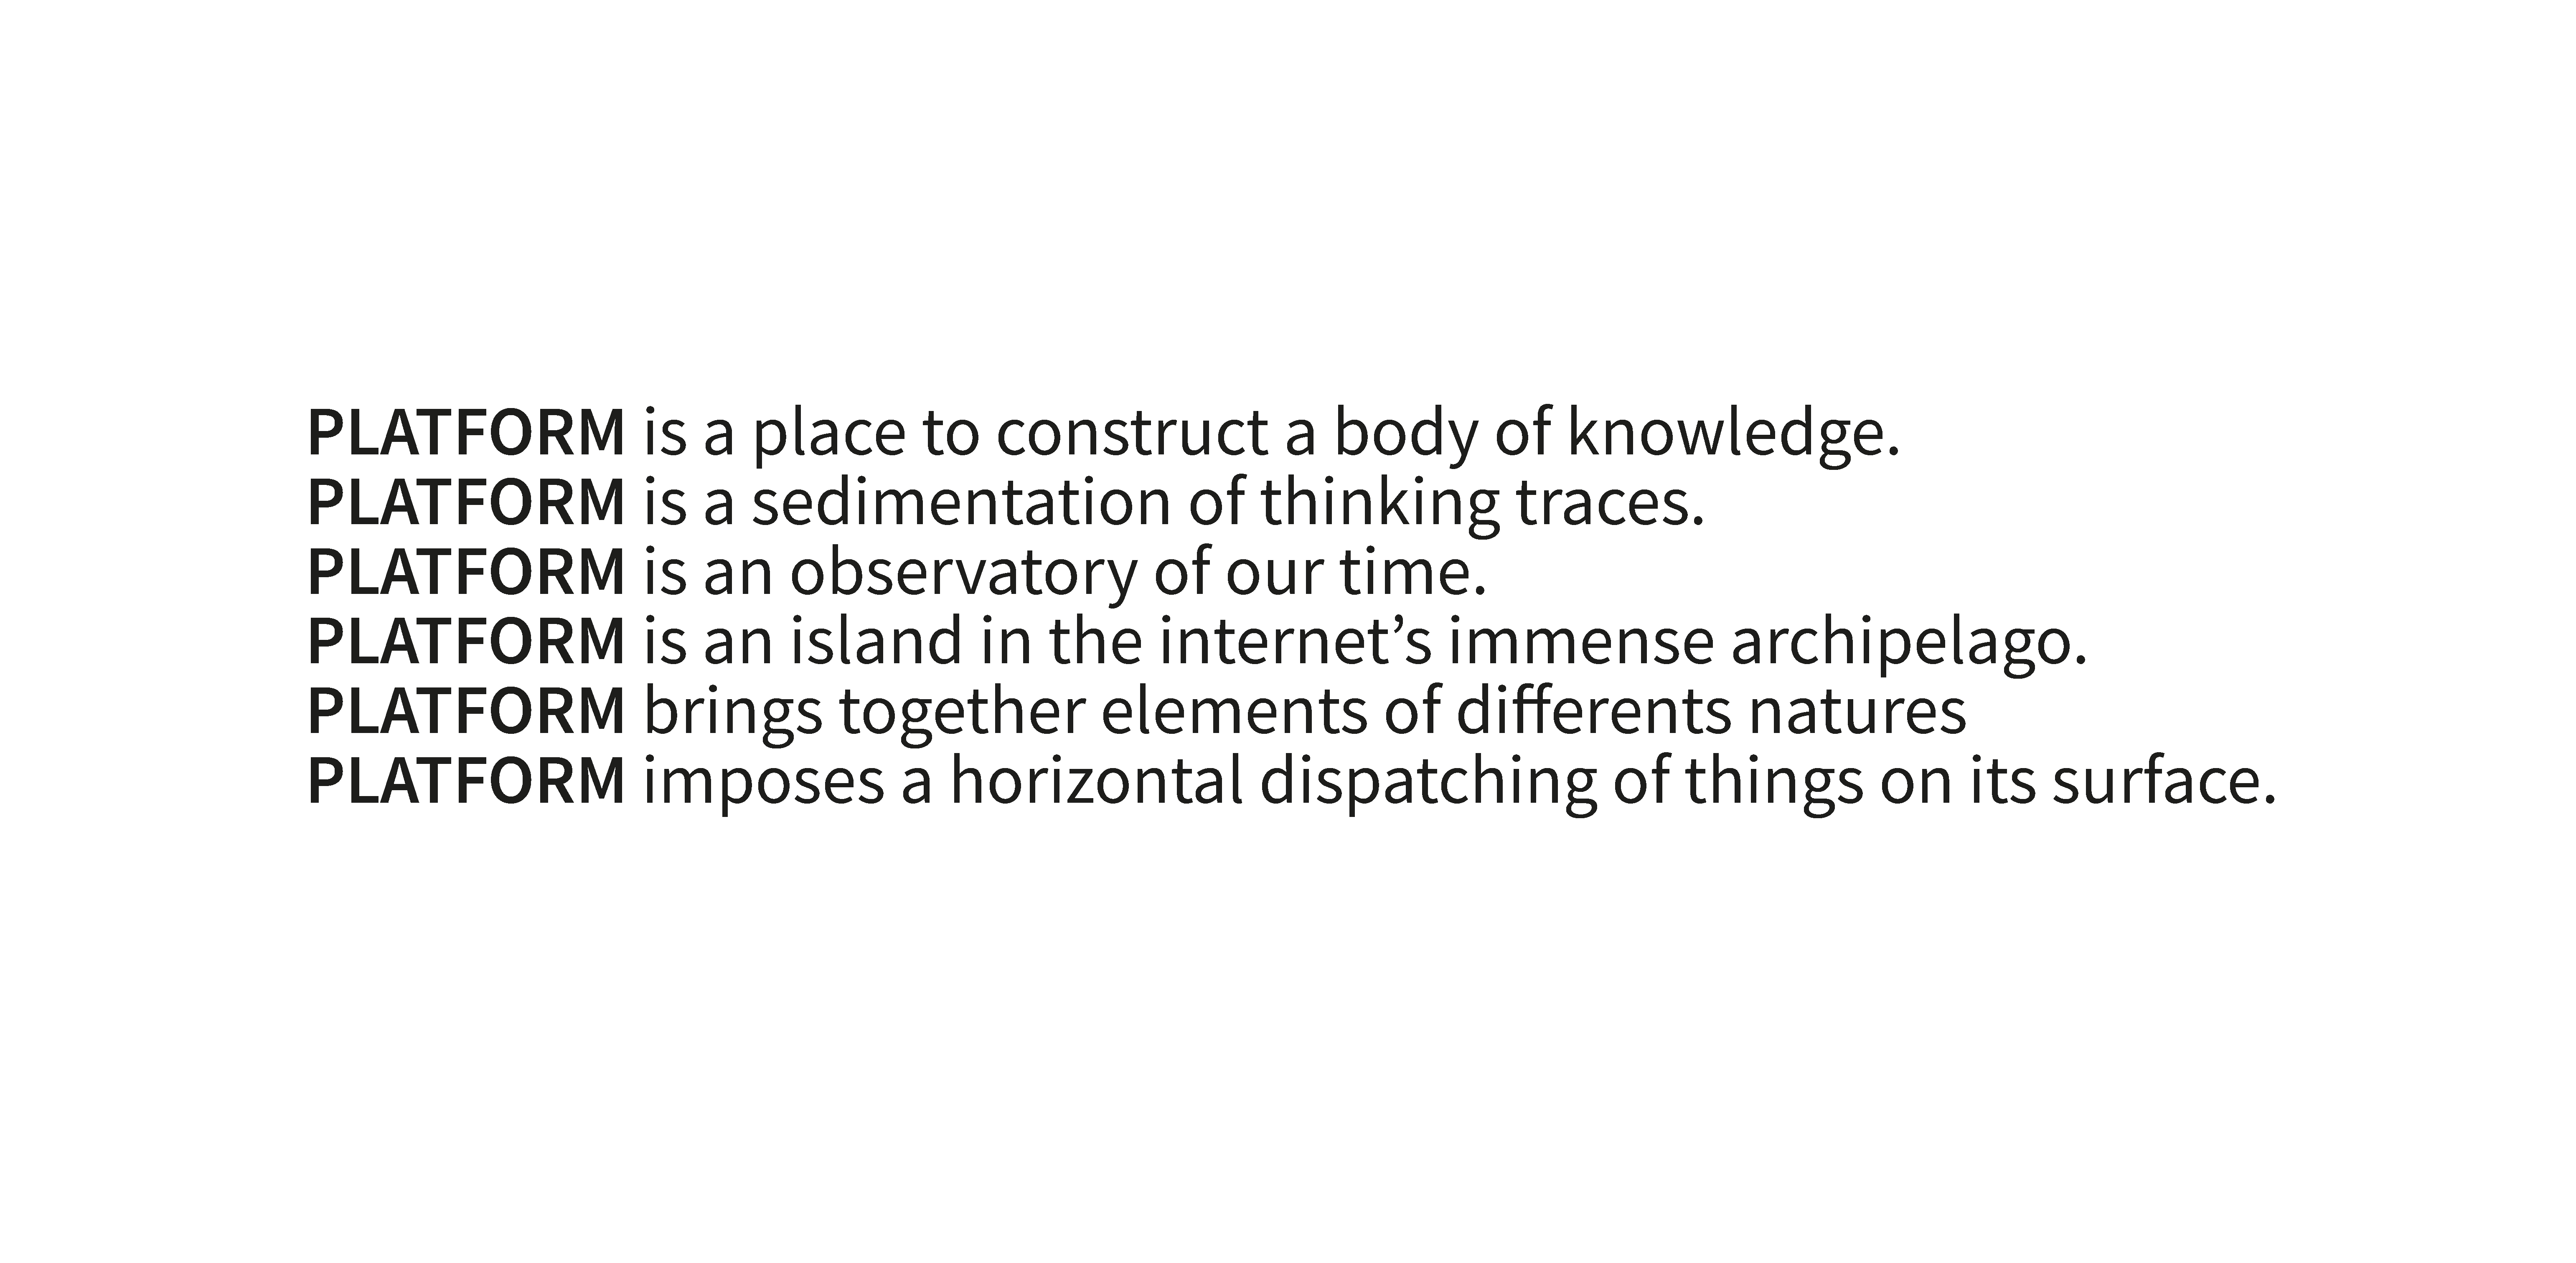 PLATFORM is a place to construct a body of knowledge.
PLATFORM is a sedimentation of thinking traces.
PLATFORM is an observatory of our time.
PLATFORM is an island in the internet’s immense archipelago.
PLATFORM brings together elements of differents natures
PLATFORM imposes a horizontal dispatching of things on its surface.